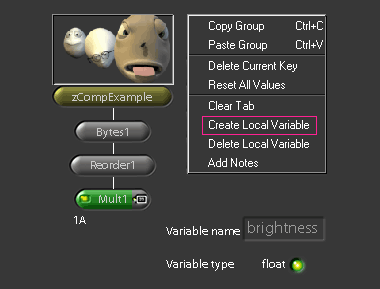 Copy Group Ctrl+C
Paste Group Ctrl+V
Delete Current Key
Reset All Values
Clear Tab
Create Local Variable
Delete Local Variable
Add Notes
zCompExample
Bytes1
Reorder1
Mult1
1A
Variable name brightness
Variable type float